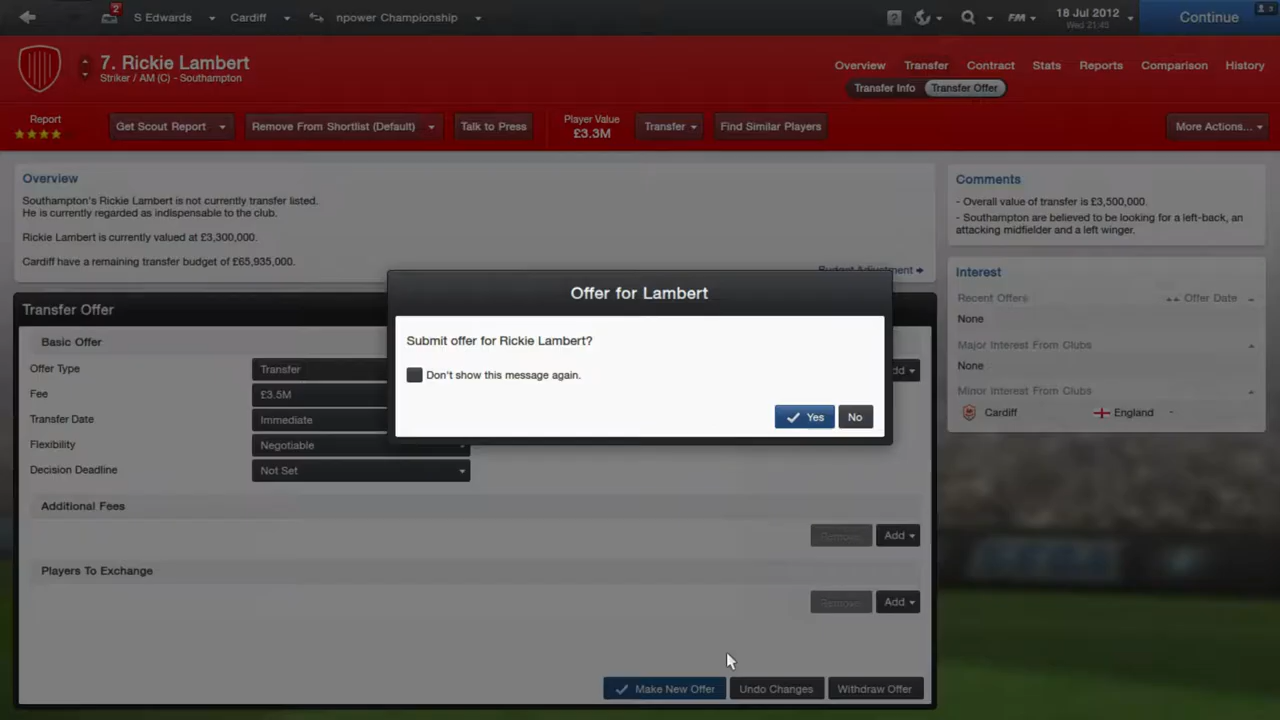 2
S Edwards
Cardiff
npower Championship
?
FM
18 Jul 2012
Wed 21:45
Continue
3
7. Rickie Lambert
Striker / AM (C) - Southampton
Overview
Transfer
Contract
Stats
Reports
Comparison
History
Transfer Info
Transfer Offer
Report
Get Scout Report
Remove From Shortlist (Default)
Talk to Press
Player Value
£3.3M
Transfer
Find Similar Players
More Actions...
Overview
Southampton's Rickie Lambert is not currently transfer listed.
He is currently regarded as indispensable to the club.
Rickie Lambert is currently valued at £3,300,000.
Cardiff have a remaining transfer budget of £65,935,000.
Budget Adjustment
Comments
- Overall value of transfer is £3,500,000.
- Southampton are believed to be looking for a left-back, an
attacking midfielder and a left winger.
Interest
Recent Offers
Offer Date
None
Major Interest From Clubs
None
Minor Interest From Clubs
Cardiff
England
-
Transfer Offer
Basic Offer
Offer Type
Transfer
Fee
£3.5M
Transfer Date
Immediate
Flexibility
Negotiable
Decision Deadline
Not Set
Offer for Lambert
Submit offer for Rickie Lambert?
Don't show this message again.
Yes
No
Additional Fees
Remove
Add
Players To Exchange
Remove
Add
Make New Offer
Undo Changes
Withdraw Offer